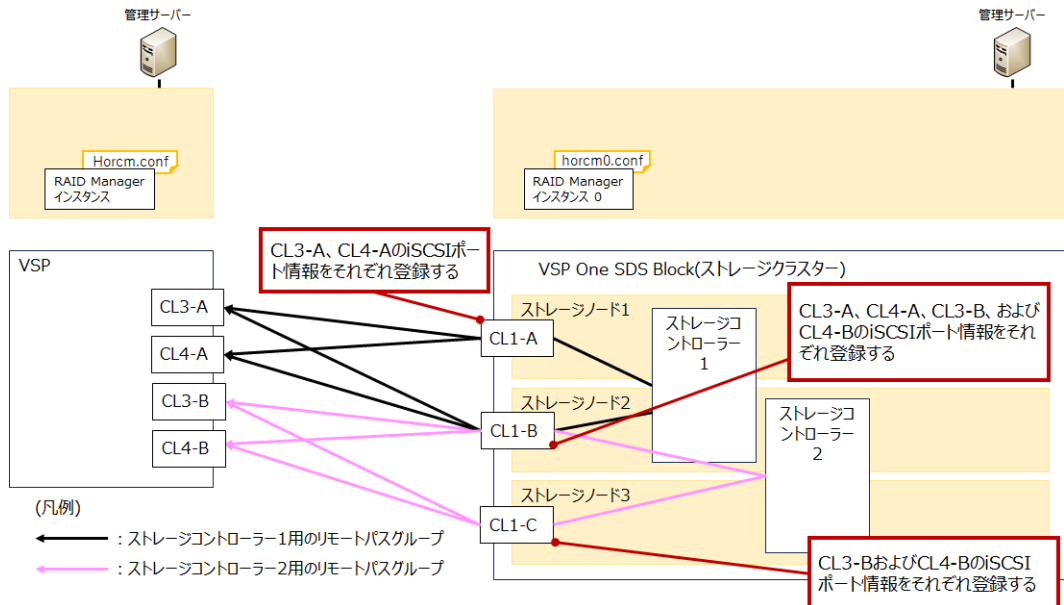 管理サーバー
管理サーバー
Horcm.conf
RAID Manager
インスタンス
horcm0.conf
RAID Manager
インスタンス 0
CL3-A、CL4-AのiSCSIポー
ト情報をそれぞれ登録する
VSP
CL3-A
CL4-A
CL3-B
CL4-B
VSP One SDS Block(ストレージクラスター)
ストレージノード1
CL1-A
ストレージコ
ントローラー
1
CL3-A、CL4-A、CL3-B、および
CL4-BのiSCSIポート情報をそれ
ぞれ登録する
ストレージノード2
CL1-B
ストレージコ
ントローラー
2
ストレージノード3
CL1-C
CL3-BおよびCL4-BのiSCSI
ポート情報をそれぞれ登録する
(凡例)
：ストレージコントローラー1用のリモートパスグループ
：ストレージコントローラー2用のリモートパスグループ